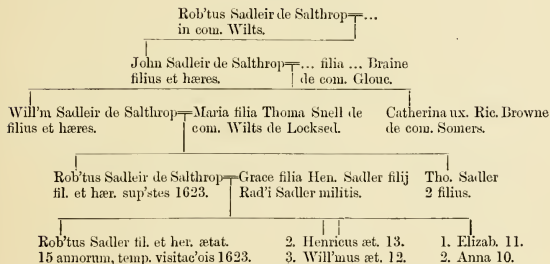 Rob'tus Sadleir de Salthrop=...
in com. Wilts.
John Sadleir de Salthrop=... filia ... Braine
filius et hæres. de com. Glouc.
Will'm Sadleir de Salthrop=Maria filia Thoma Snell de Catherina ux. Ric. Browne
filius et hæres. com. Wilts de Locksed. de com. Somers.
Rob'tus Sadleir de Salthrop=Grace filia Hen. Sadler filij Tho. Sadler
fil. et hær. sup'stes 1623. Rad'i Sadler militis. 2 filius.
Rob'tus Sadler fil. et her. ætat. 2. Henricus æt. 13. 1. Elizab. 11.
15 annorum, temp. visitac'ois 1623. 3. Will'mus æt. 12. 2. Anna 10.